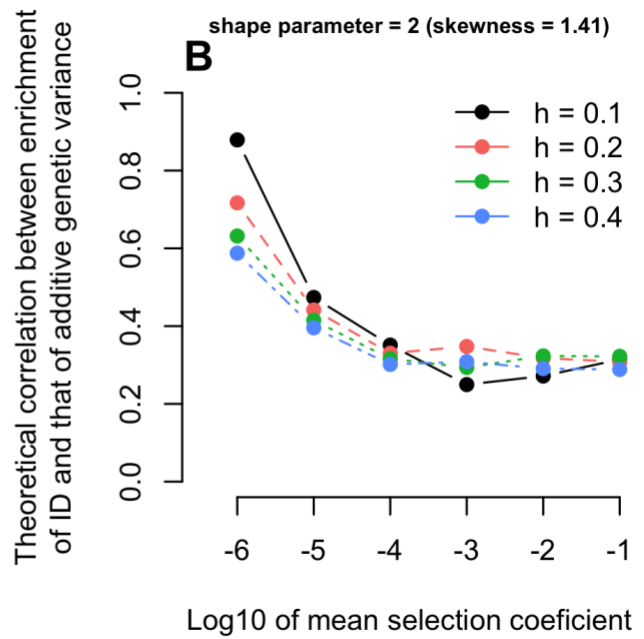 shape parameter = 2 (skewness = 1.41)
B
Theoretical correlation between enrichment
of ID and that of additive genetic variance
1.0
0.8
0.6
0.4
0.2
0.0
h = 0.1
h = 0.2
h = 0.3
h = 0.4
-6 -5 -4 -3 -2 -1
Log10 of mean selection coeficient